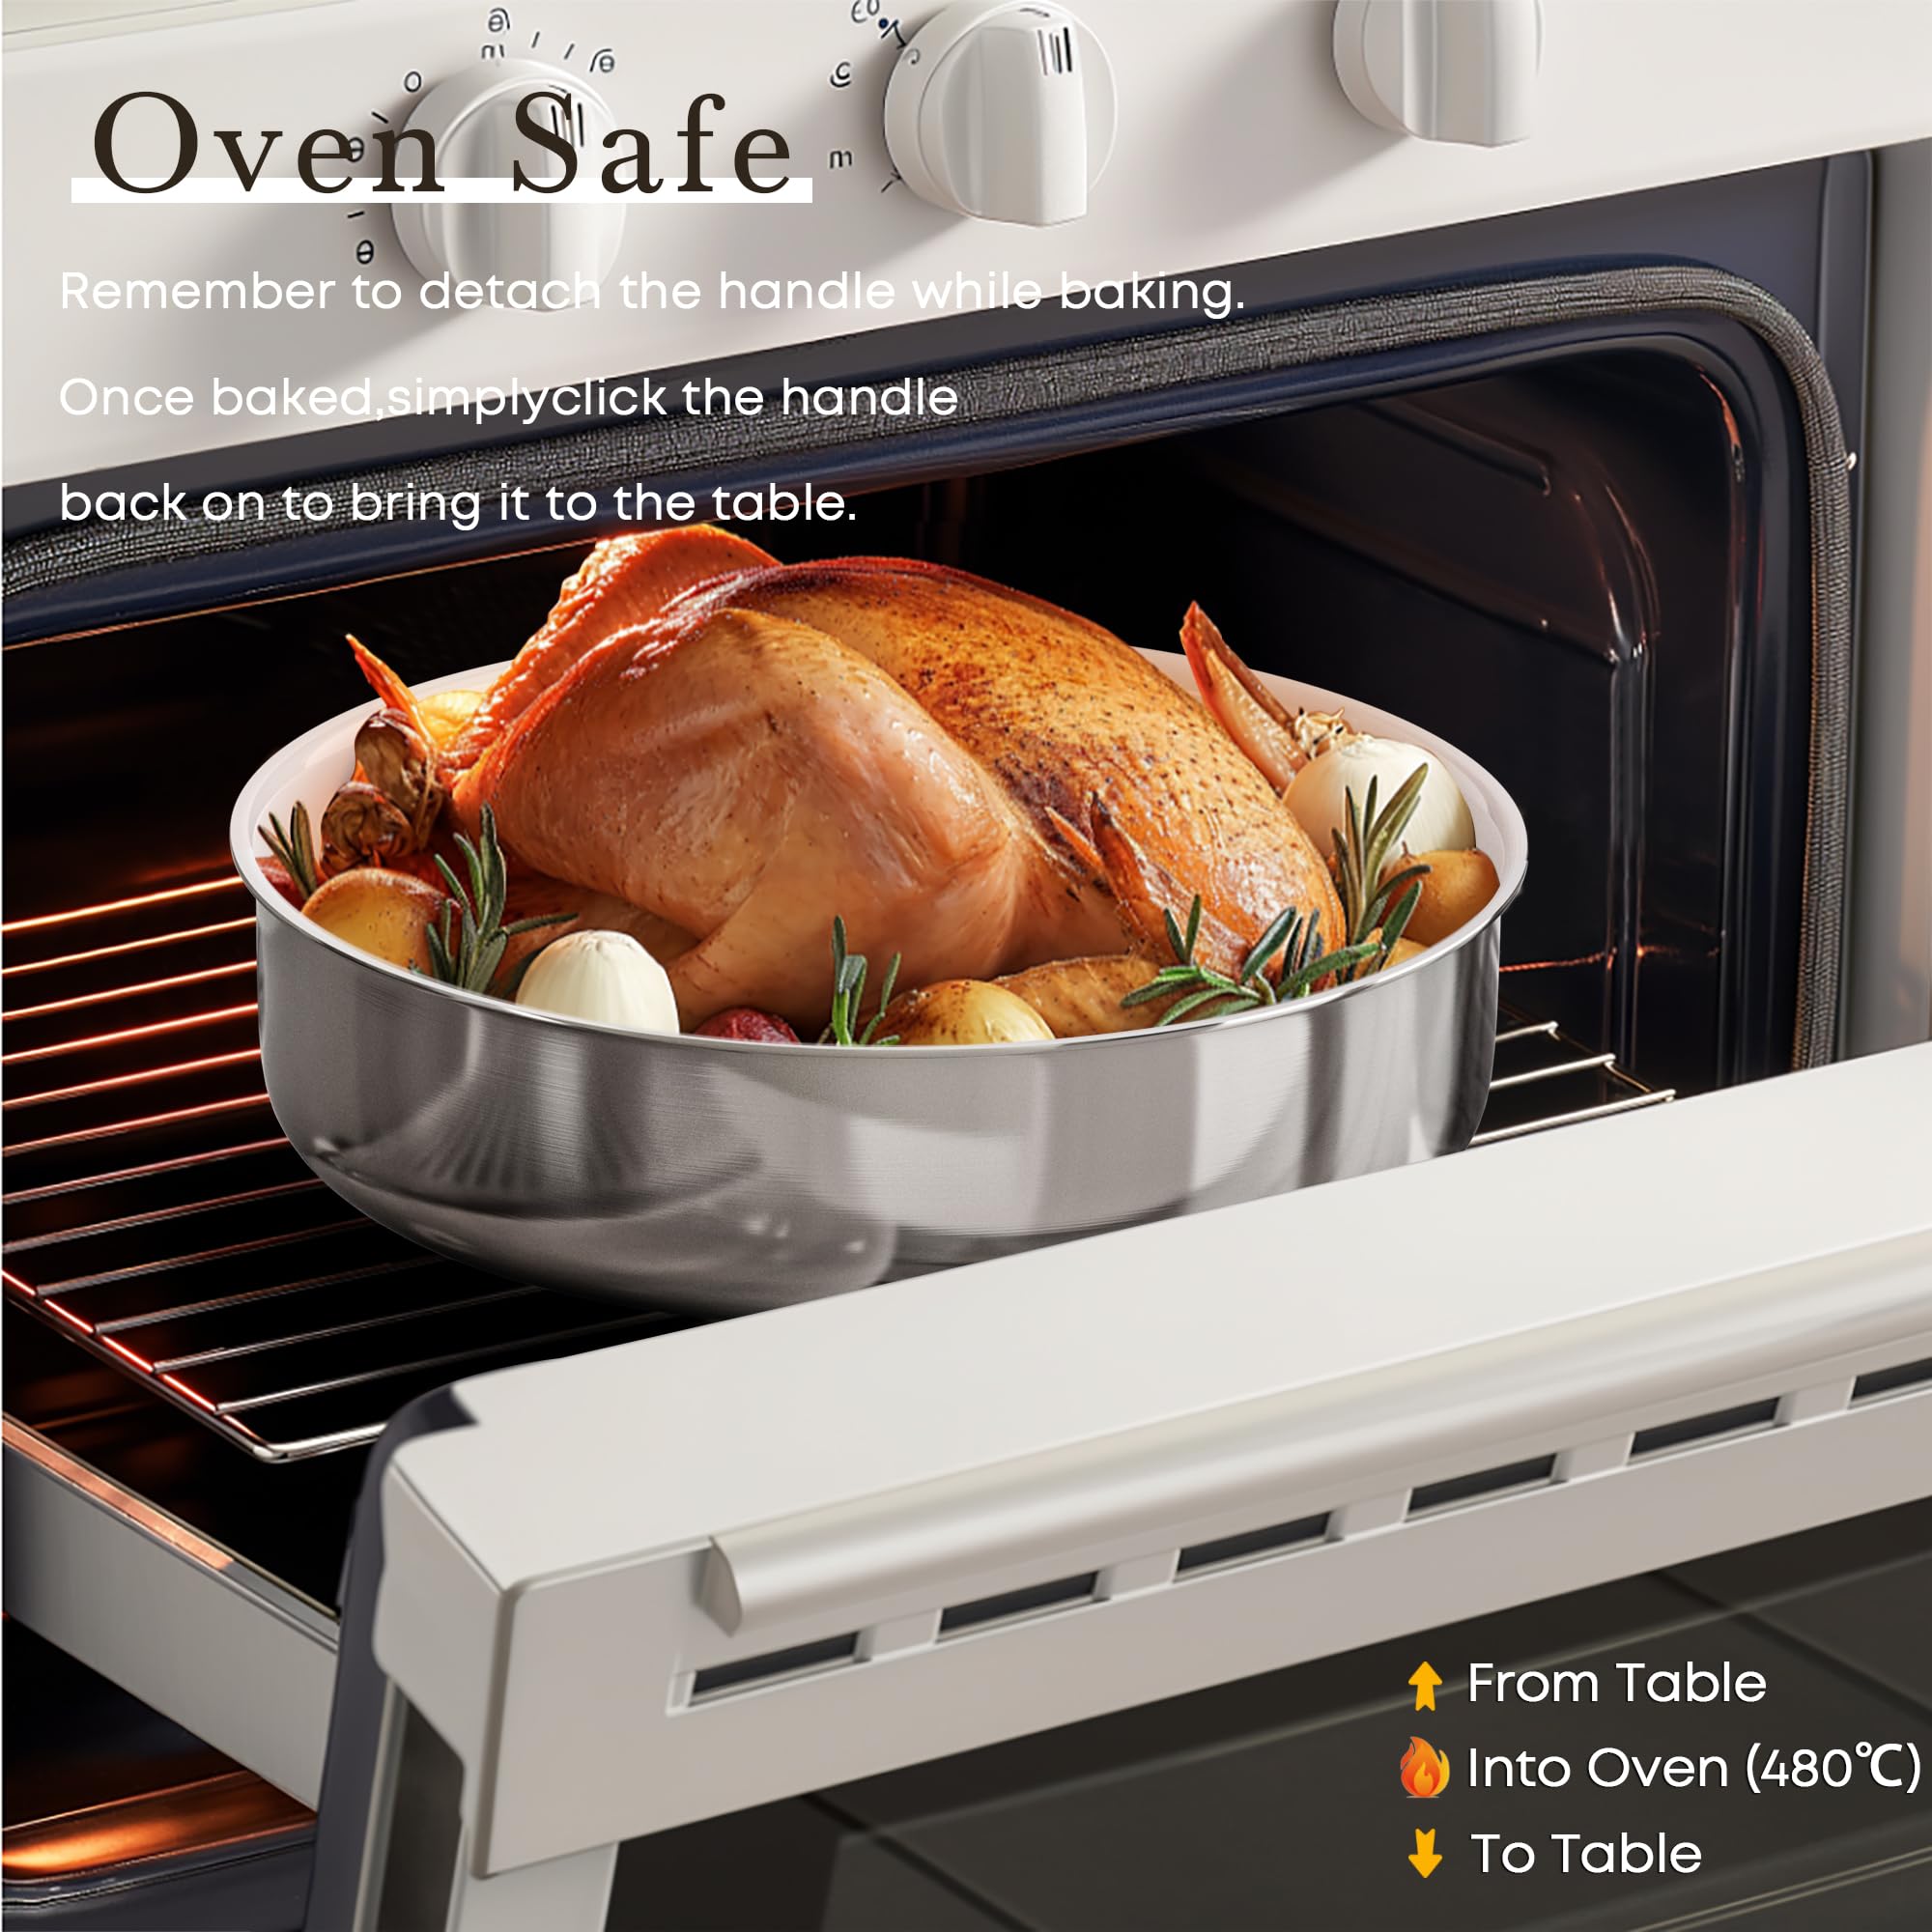 Oven Safe
Remember to detach the handle while baking.
Once baked,simplyclick the handle
back on to bring it to the table.
From Table
Into Oven (480℃)
To Table